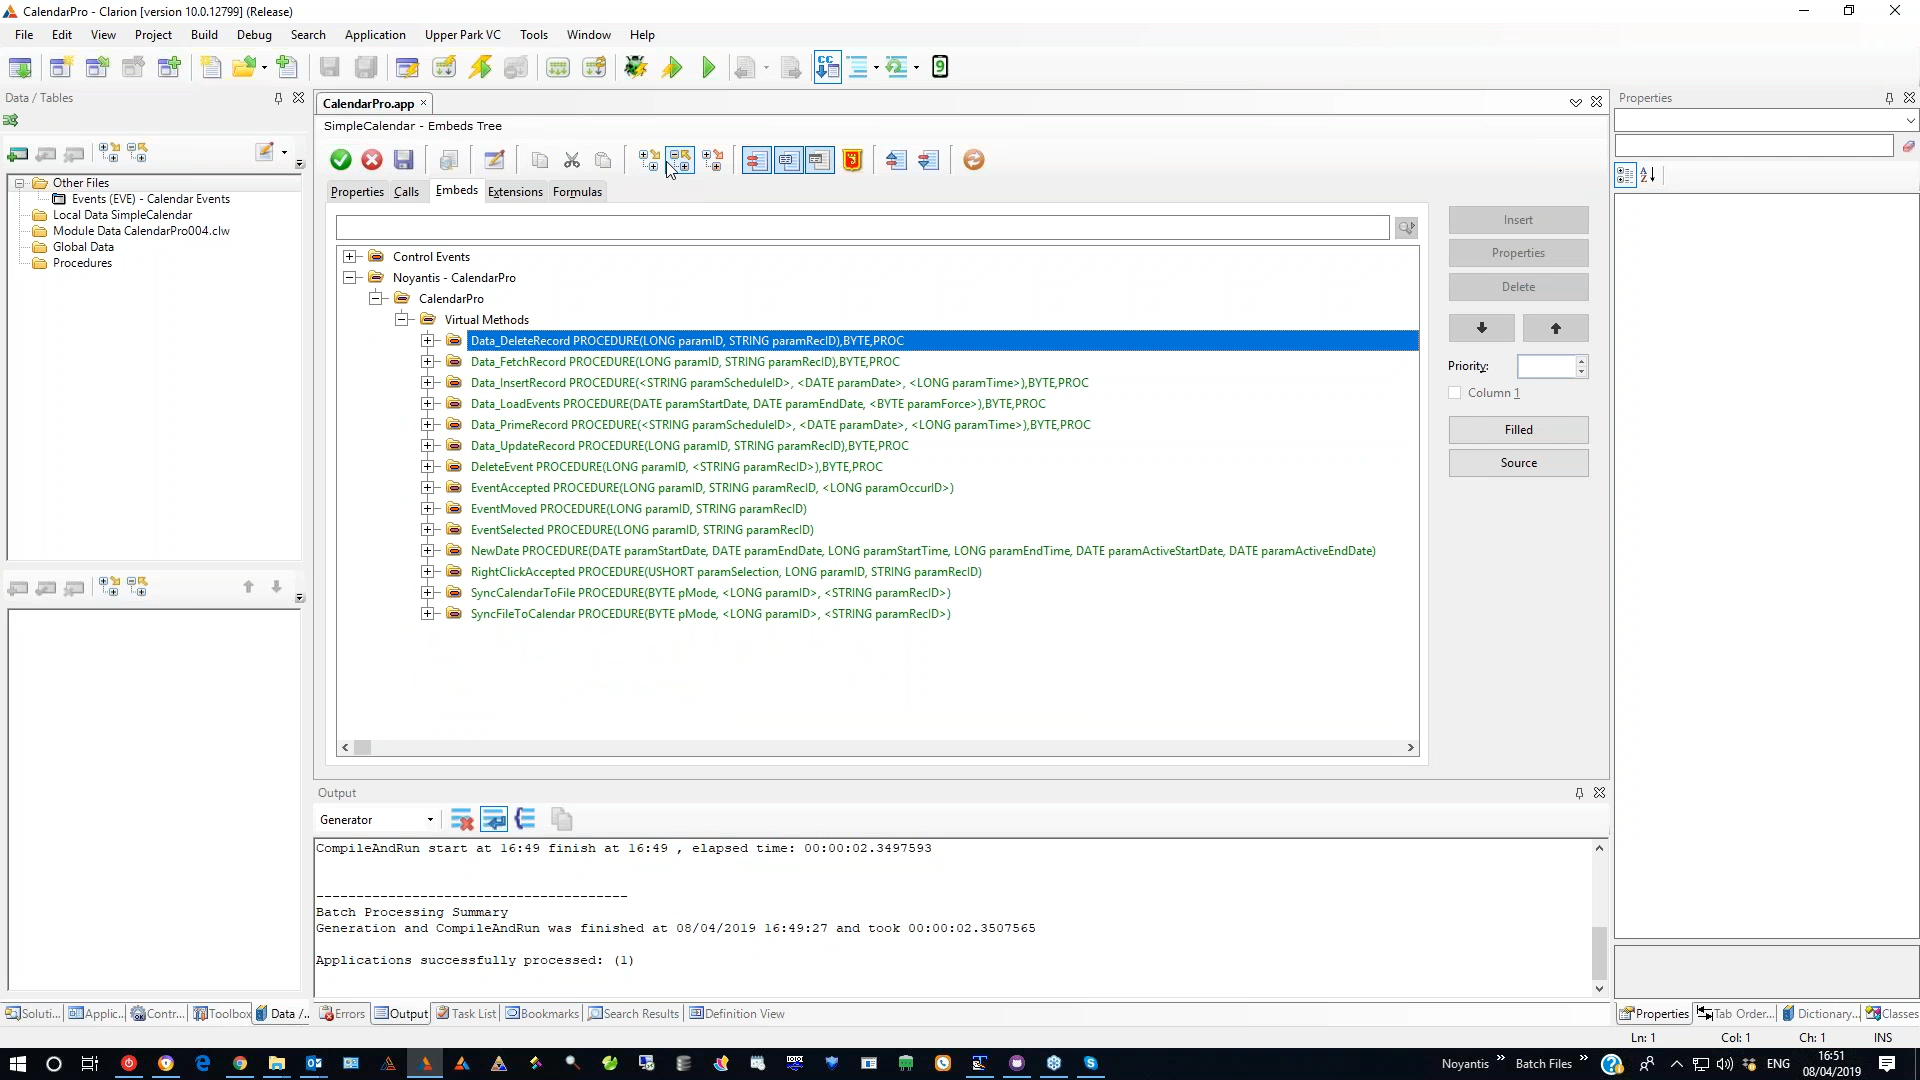 CalendarPro - Clarion [version 10.0.12799] (Release)
File Edit View Project Build Debug Search Application Upper Park VC Tools Window Help
Data / Tables
Other Files
Events (EVE) - Calendar Events
Local Data SimpleCalendar
Module Data CalendarPro004.clw
Global Data
Procedures
CalendarPro.app
SimpleCalendar - Embeds Tree
Properties Calls Embeds Extensions Formulas
Control Events
Noyantis - CalendarPro
CalendarPro
Virtual Methods
Data_DeleteRecord PROCEDURE(LONG paramID, STRING paramRecID),BYTE,PROC
Data_FetchRecord PROCEDURE(LONG paramID, STRING paramRecID),BYTE,PROC
Data_InsertRecord PROCEDURE(<STRING paramScheduleID>, <DATE paramDate>, <LONG paramTime>),BYTE,PROC
Data_LoadEvents PROCEDURE(DATE paramStartDate, DATE paramEndDate, <BYTE paramForce>),BYTE,PROC
Data_PrimeRecord PROCEDURE(<STRING paramScheduleID>, <DATE paramDate>, <LONG paramTime>),BYTE,PROC
Data_UpdateRecord PROCEDURE(LONG paramID, STRING paramRecID),BYTE,PROC
DeleteEvent PROCEDURE(LONG paramID, <STRING paramRecID>),BYTE,PROC
EventAccepted PROCEDURE(LONG paramID, STRING paramRecID, <LONG paramOccurID>)
EventMoved PROCEDURE(LONG paramID, STRING paramRecID)
EventSelected PROCEDURE(LONG paramID, STRING paramRecID)
NewDate PROCEDURE(DATE paramStartDate, DATE paramEndDate, LONG paramStartTime, LONG paramEndTime, DATE paramActiveStartDate, DATE paramActiveEndDate)
RightClickAccepted PROCEDURE(USHORT paramSelection, LONG paramID, STRING paramRecID)
SyncCalendarToFile PROCEDURE(BYTE pMode, <LONG paramID>, <STRING paramRecID>)
SyncFileToCalendar PROCEDURE(BYTE pMode, <LONG paramID>, <STRING paramRecID>)
Insert
Properties
Delete
Priority:
Column 1
Filled
Source
Properties
Output
Generator
CompileAndRun start at 16:49 finish at 16:49 , elapsed time: 00:00:02.3497593
---------------------------------------
Batch Processing Summary
Generation and CompileAndRun was finished at 08/04/2019 16:49:27 and took 00:00:02.3507565
Applications successfully processed: (1)
Soluti... Applic... Contr... Toolbox Data /... Errors Output Task List Bookmarks Search Results Definition View Properties Tab Order... Dictionary... Classes
Ln: 1 Col: 1 Ch: 1 INS
Noyantis » Batch Files » ENG 16:51
08/04/2019